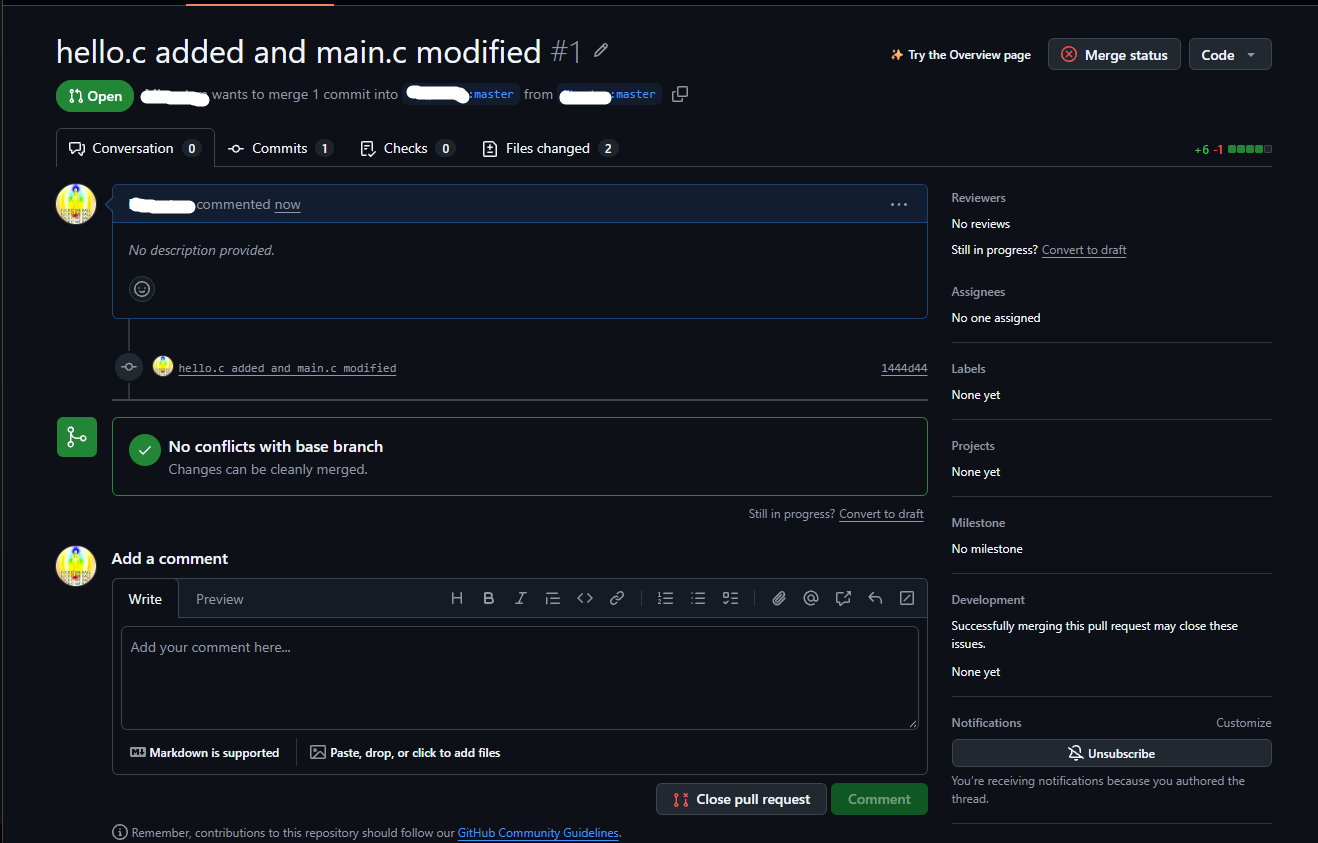 hello.c added and main.c modified #1
Try the Overview page
Merge status
Code
Open
wants to merge 1 commit into :master from :master
Conversation 0
Commits 1
Checks 0
Files changed 2
+6 -1
commented now
No description provided.
hello.c added and main.c modified 1444d44
No conflicts with base branch
Changes can be cleanly merged.
Still in progress? Convert to draft
Add a comment
Write Preview
Add your comment here...
Markdown is supported
Paste, drop, or click to add files
Close pull request
Comment
Remember, contributions to this repository should follow our GitHub Community Guidelines.
Reviewers
No reviews
Still in progress? Convert to draft
Assignees
No one assigned
Labels
None yet
Projects
None yet
Milestone
No milestone
Development
Successfully merging this pull request may close these
issues.
None yet
Notifications Customize
Unsubscribe
You're receiving notifications because you authored the
thread.